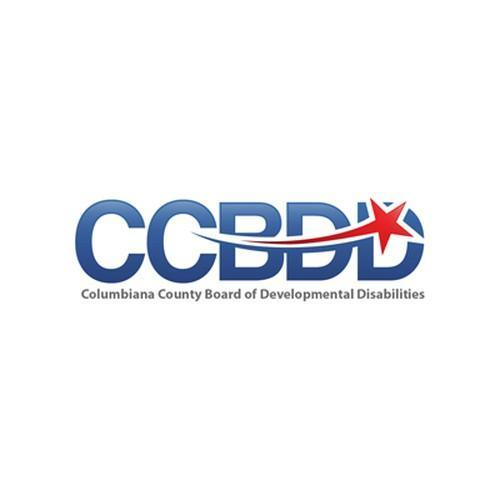 CCBDD
Columbiana County Board of Developmental Disabilities